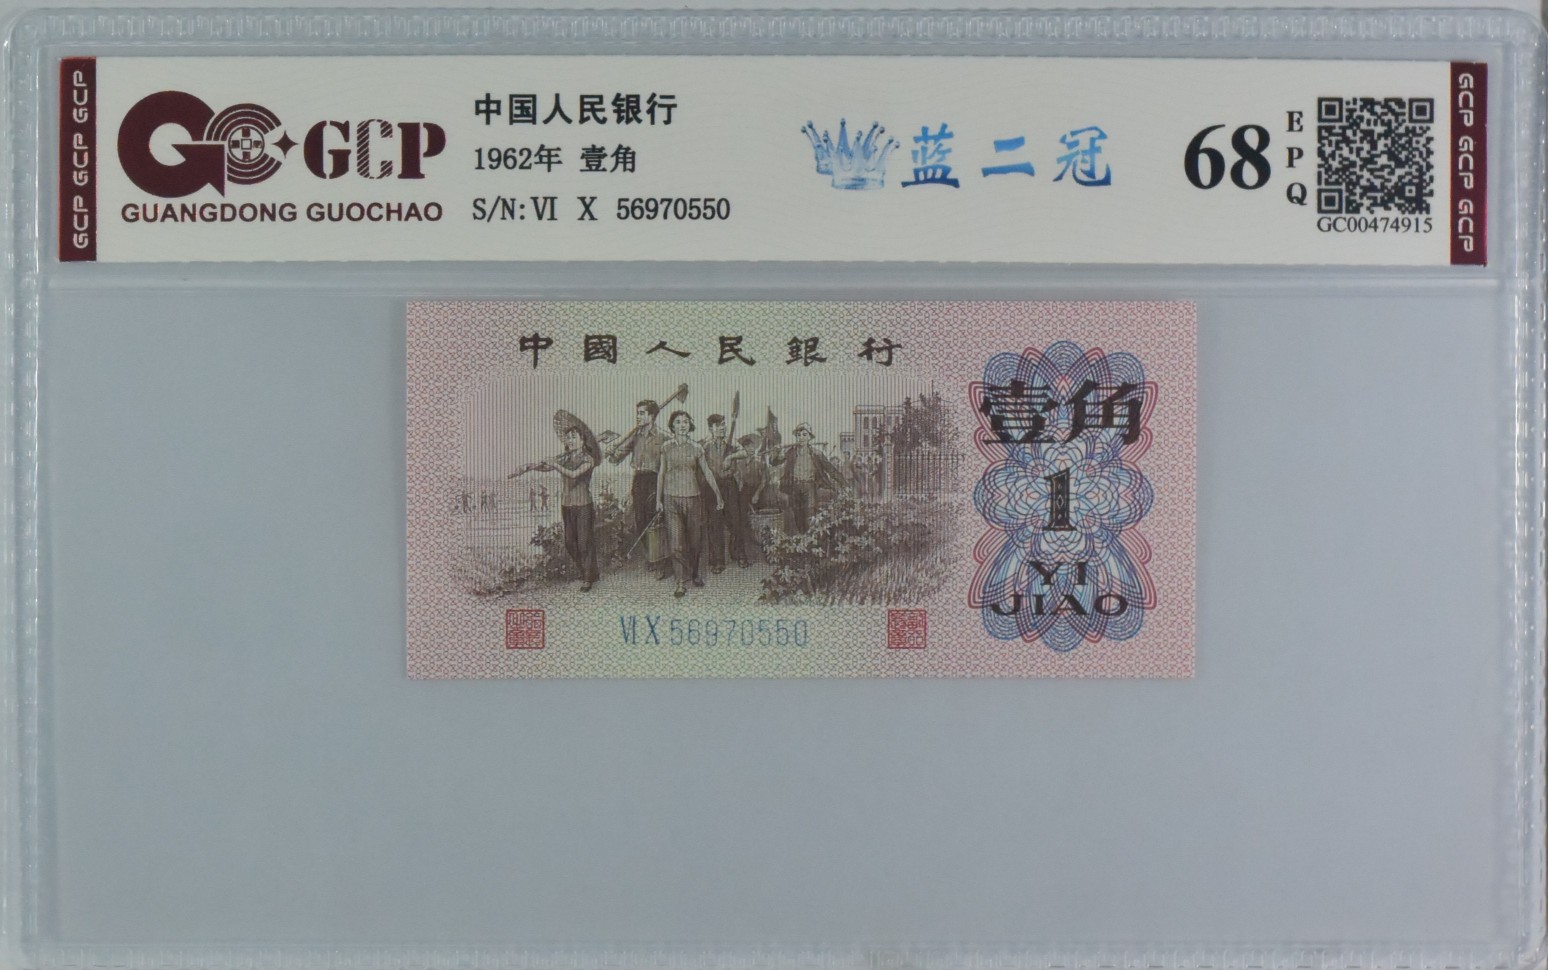 GCP GCP GCP
GCP
GUANGDONG GUOCHAO
中国人民银行
1962年 壹角
S/N:Ⅵ X 56970550
蓝二冠
68
EPQ
GC00474915
GCP GCP GCP
中國人民銀行
壹角
1
YI
JIAO
ⅥX56970550